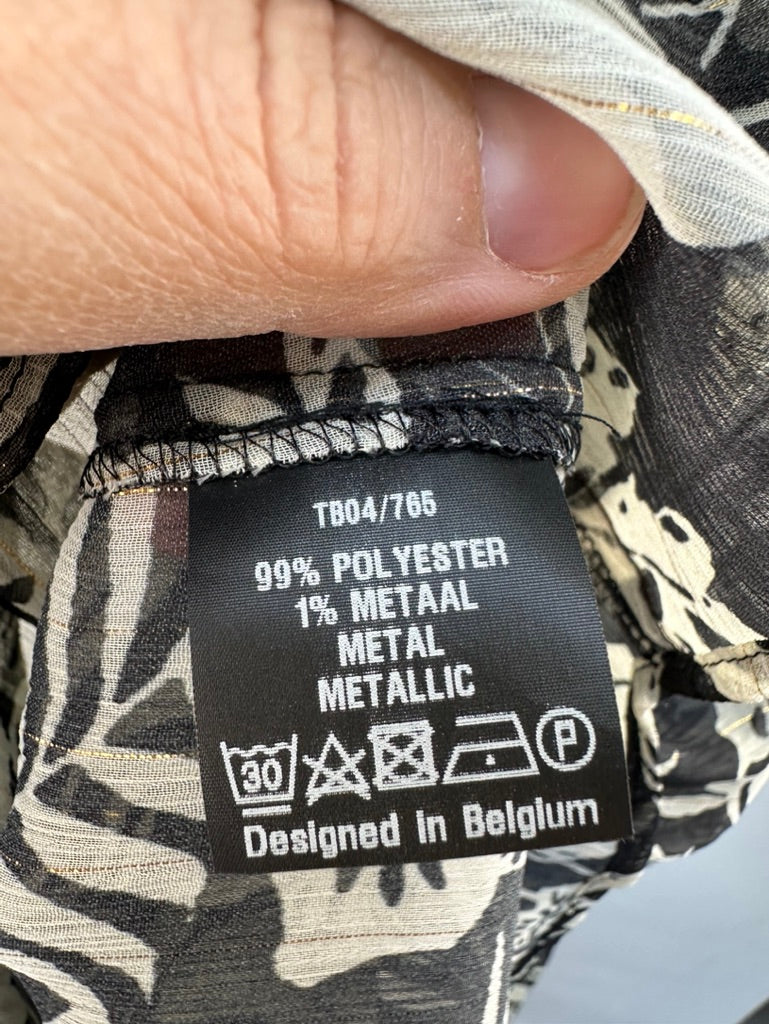 TB04/765
99% POLYESTER
1% METAAL
METAL
METALLIC
30 P
Designed in Belgium